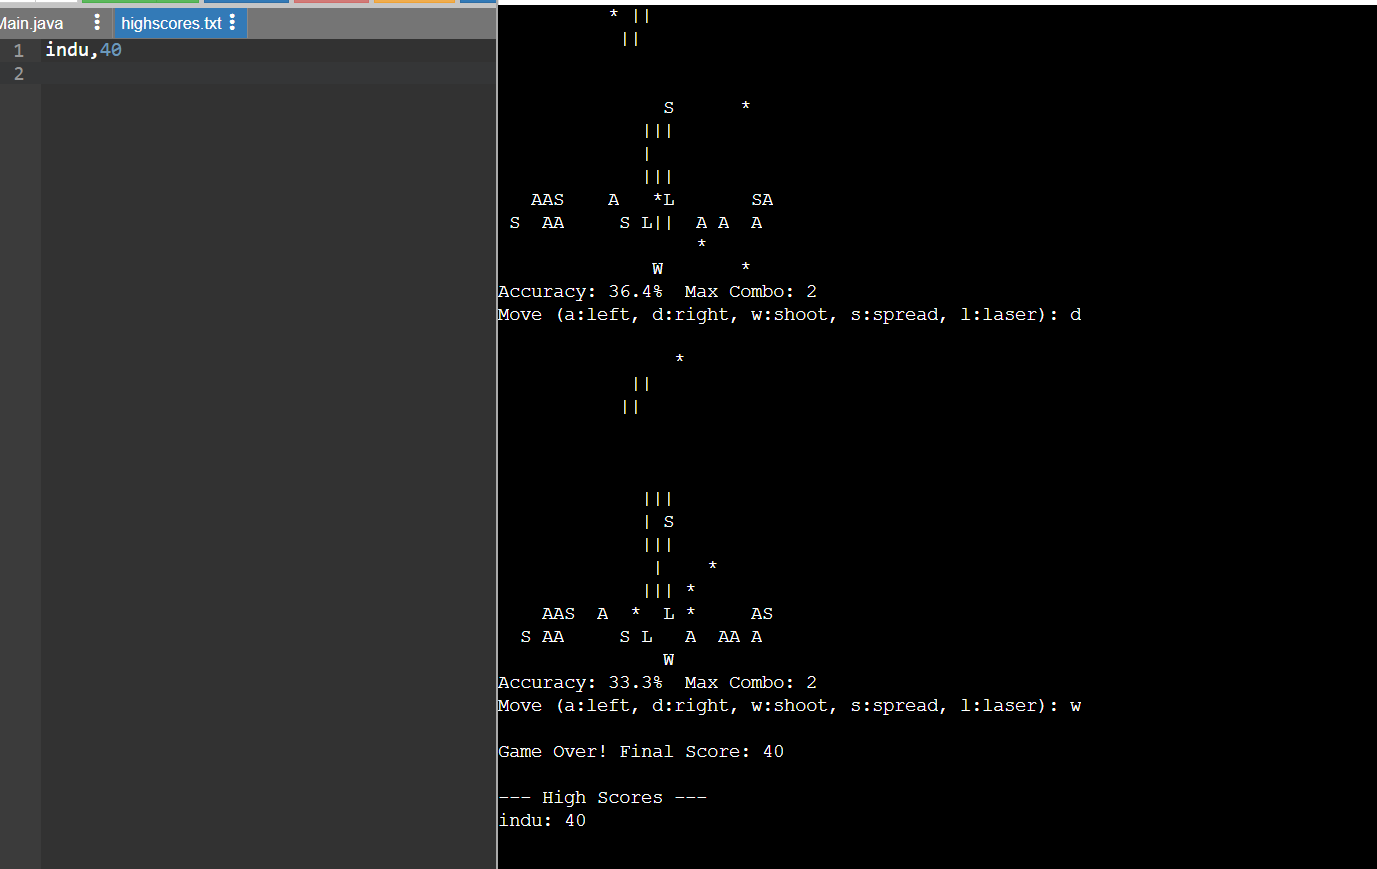 Main.java highscores.txt
1 indu,40
2
* ||
||
S *
|||
|
|||
AAS A *L SA
S AA S L|| A A A
*
W *
Accuracy: 36.4% Max Combo: 2
Move (a:left, d:right, w:shoot, s:spread, l:laser): d
*
||
||
|||
| S
|||
| *
||| *
AAS A * L * AS
S AA S L A AA A
W
Accuracy: 33.3% Max Combo: 2
Move (a:left, d:right, w:shoot, s:spread, l:laser): w
Game Over! Final Score: 40
--- High Scores ---
indu: 40